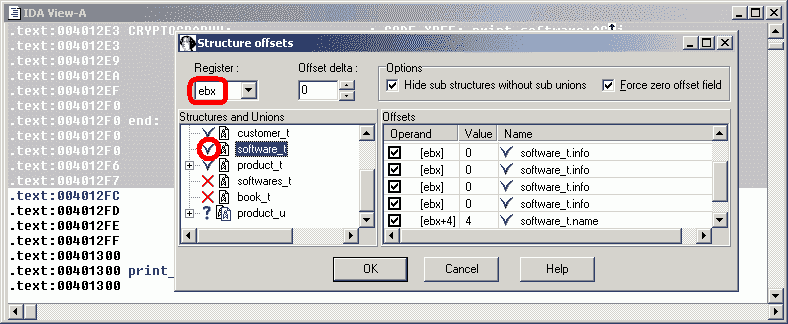 IDA View-A
.text:004012E3 CRYPTOGRAPHY: ; CODE XREF: print_software:
.text:004012E3
.text:004012E9
.text:004012EA
.text:004012EF
.text:004012F0
.text:004012F0 end:
.text:004012F0
.text:004012F0
.text:004012F6
.text:004012F7
.text:004012FC
.text:004012FD
.text:004012FE
.text:004012FF
.text:00401300
.text:00401300 print_
.text:00401300
Structure offsets
Register :
ebx
Offset delta :
0
Options
Hide sub structures without sub unions
Force zero offset field
Structures and Unions
customer_t
software_t
product_t
softwares_t
book_t
product_u
Offsets
Operand Value Name
[ebx] 0 software_t.info
[ebx] 0 software_t.info
[ebx] 0 software_t.info
[ebx] 0 software_t.info
[ebx+4] 4 software_t.name
OK
Cancel
Help